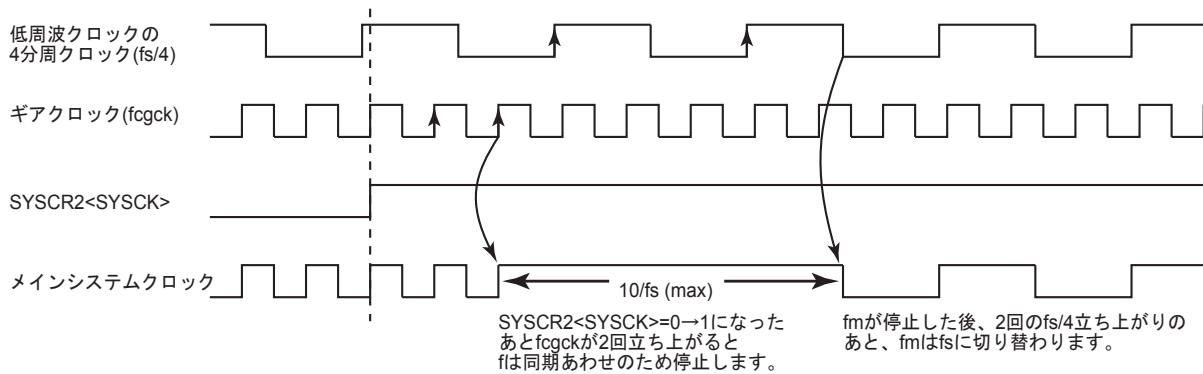 低周波クロックの
4分周クロック(fs/4)
ギアクロック(fcgck)
SYSCR2<SYSCK>
メインシステムクロック
10/fs (max)
SYSCR2<SYSCK>=0→1になった
あとfcgckが2回立ち上がると
fは同期あわせのため停止します。
fmが停止した後、2回のfs/4立ち上がりの
あと、fmはfsに切り替わります。